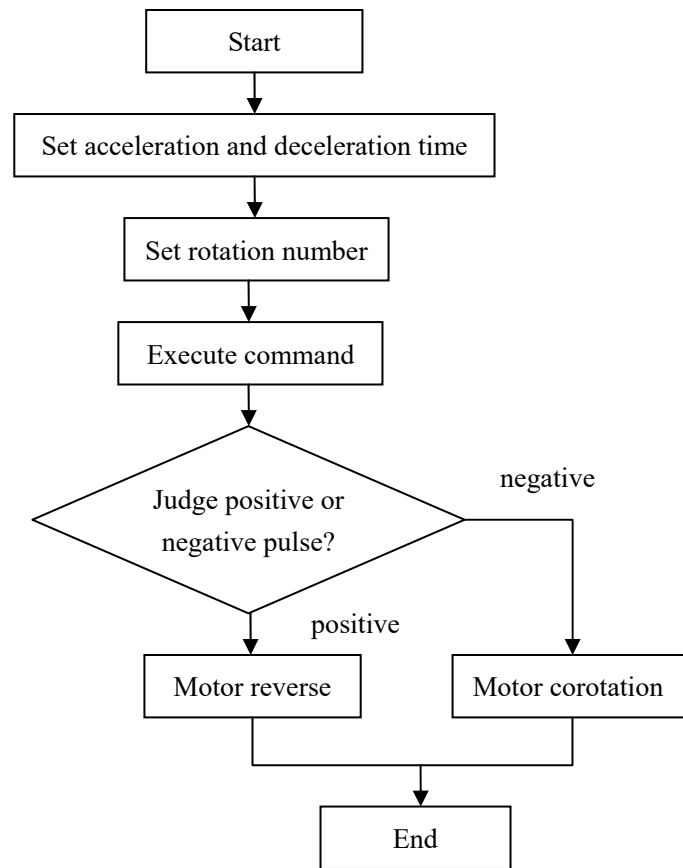 Start
Set acceleration and deceleration time
Set rotation number
Execute command
Judge positive or
negative pulse?
negative
positive
Motor reverse
Motor corotation
End